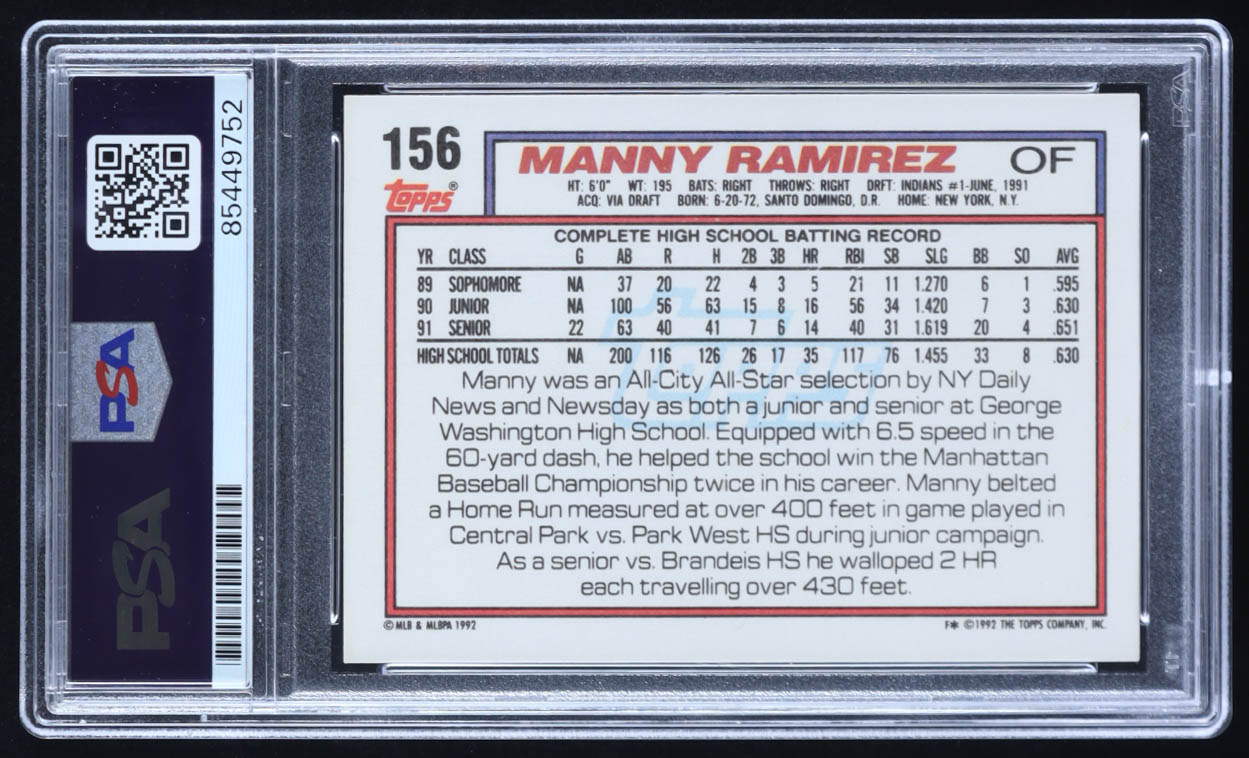 85449752
PSA
PSA
156
Topps®
MANNY RAMIREZ OF
HT: 6'0" WT: 195 BATS: RIGHT THROWS: RIGHT DRFT: INDIANS #1-JUNE, 1991
ACQ: VIA DRAFT BORN: 6-20-72, SANTO DOMINGO, D.R. HOME: NEW YORK, N.Y.
COMPLETE HIGH SCHOOL BATTING RECORD
YR CLASS G AB R H 2B 3B HR RBI SB SLG BB SO AVG
89 SOPHOMORE NA 37 20 22 4 3 5 21 11 1.270 6 1 .595
90 JUNIOR NA 100 56 63 15 8 16 56 34 1.420 7 3 .630
91 SENIOR 22 63 40 41 7 6 14 40 31 1.619 20 4 .651
HIGH SCHOOL TOTALS NA 200 116 126 26 17 35 117 76 1.455 33 8 .630
Manny was an All-City All-Star selection by NY Daily
News and Newsday as both a junior and senior at George
Washington High School. Equipped with 6.5 speed in the
60-yard dash, he helped the school win the Manhattan
Baseball Championship twice in his career. Manny belted
a Home Run measured at over 400 feet in game played in
Central Park vs. Park West HS during junior campaign.
As a senior vs. Brandeis HS he walloped 2 HR
each travelling over 430 feet.
© MLB & MLBPA 1992
F✻ ©1992 THE TOPPS COMPANY, INC.
PSA